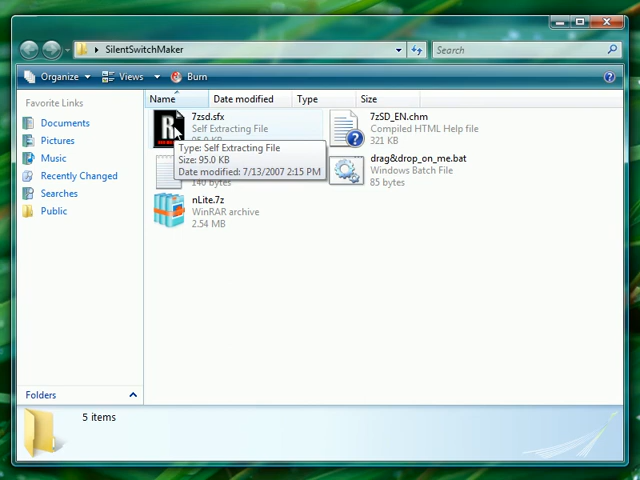 SilentSwitchMaker
Search
Organize
Views
Burn
Favorite Links
Documents
Pictures
Music
Recently Changed
Searches
Public
Folders
Name
Date modified
Type
Size
7zsd.sfx
Self Extracting File
95.0 KB
7zSD_EN.chm
Compiled HTML Help file
321 KB
Type: Self Extracting File
Size: 95.0 KB
Date modified: 7/13/2007 2:15 PM
140 bytes
drag&drop_on_me.bat
Windows Batch File
85 bytes
nLite.7z
WinRAR archive
2.54 MB
5 items